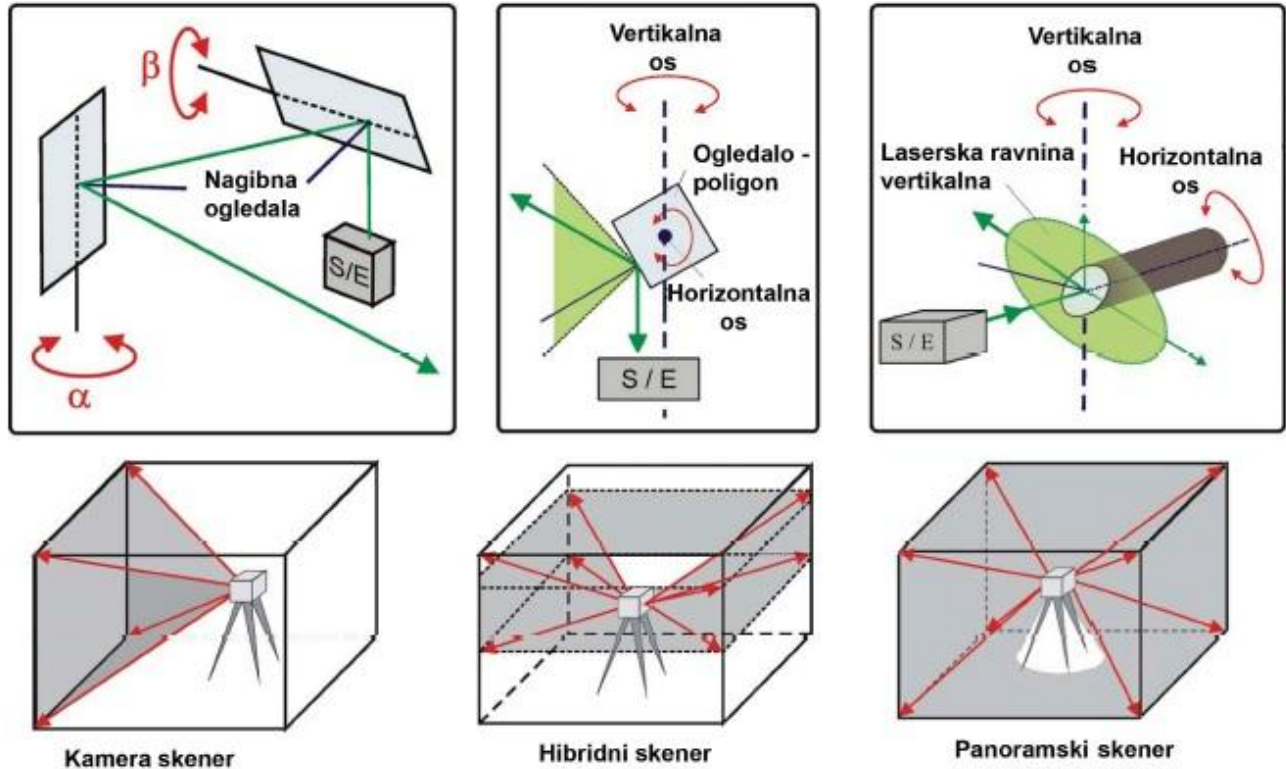 β
Nagibna
ogledala
S/E
α
Vertikalna
os
Ogledalo -
poligon
Horizontalna
os
S / E
Vertikalna
os
Laserska ravnina
vertikalna
Horizontalna
os
S / E
Kamera skener
Hibridni skener
Panoramski skener